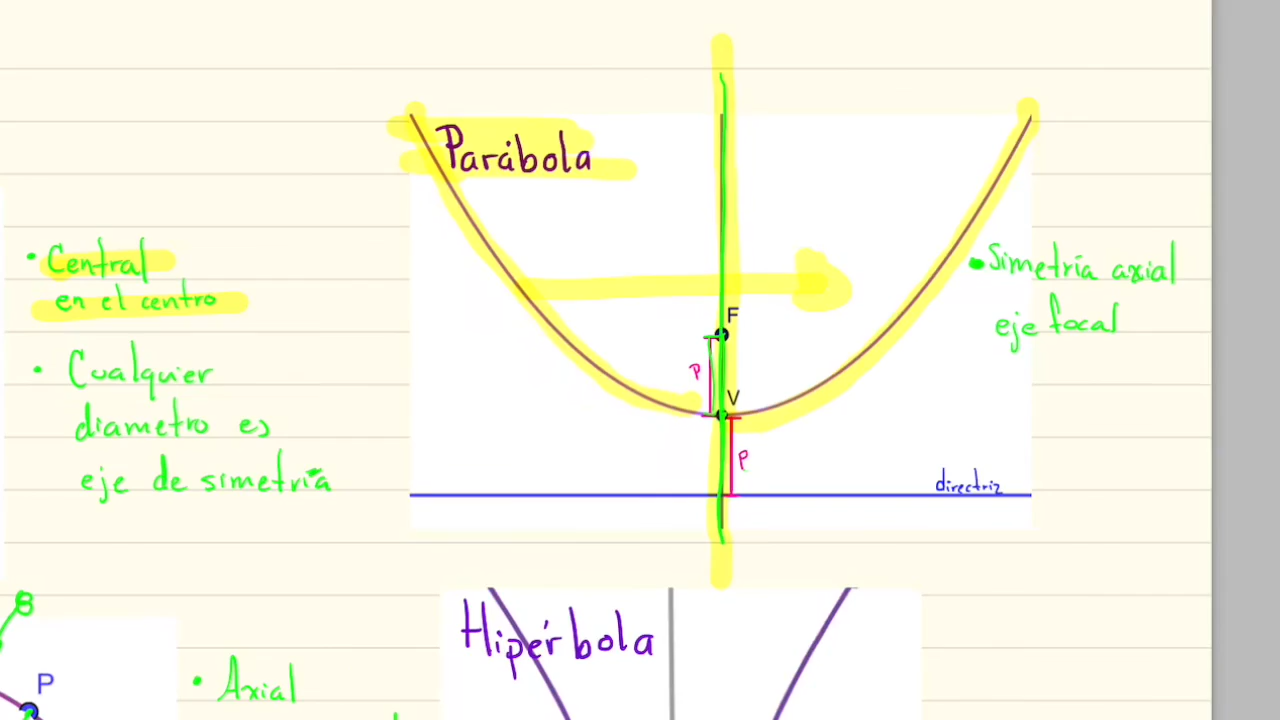 Parábola
• Central
en el centro
• Cualquier
diametro es
eje de simetría
F
P
V
P
directriz
• Simetría axial
eje focal
Hipérbola
P
• Axial